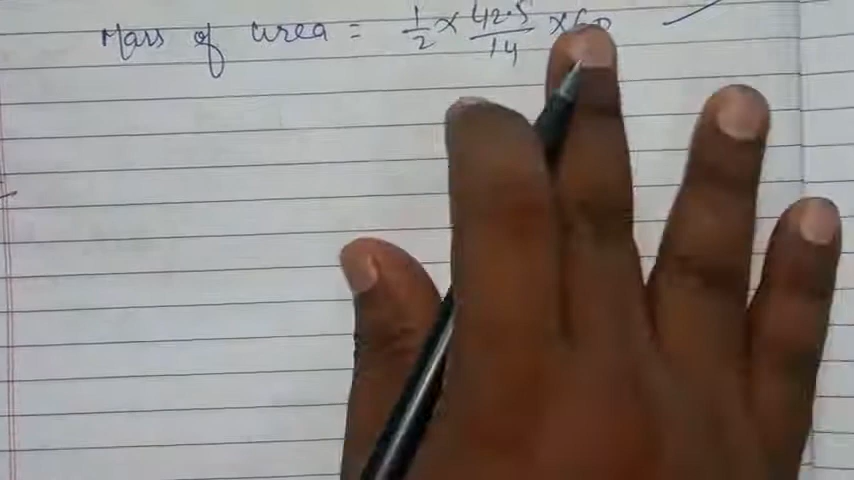 Mass of urea = 1/2 × 42.5/14 × 60